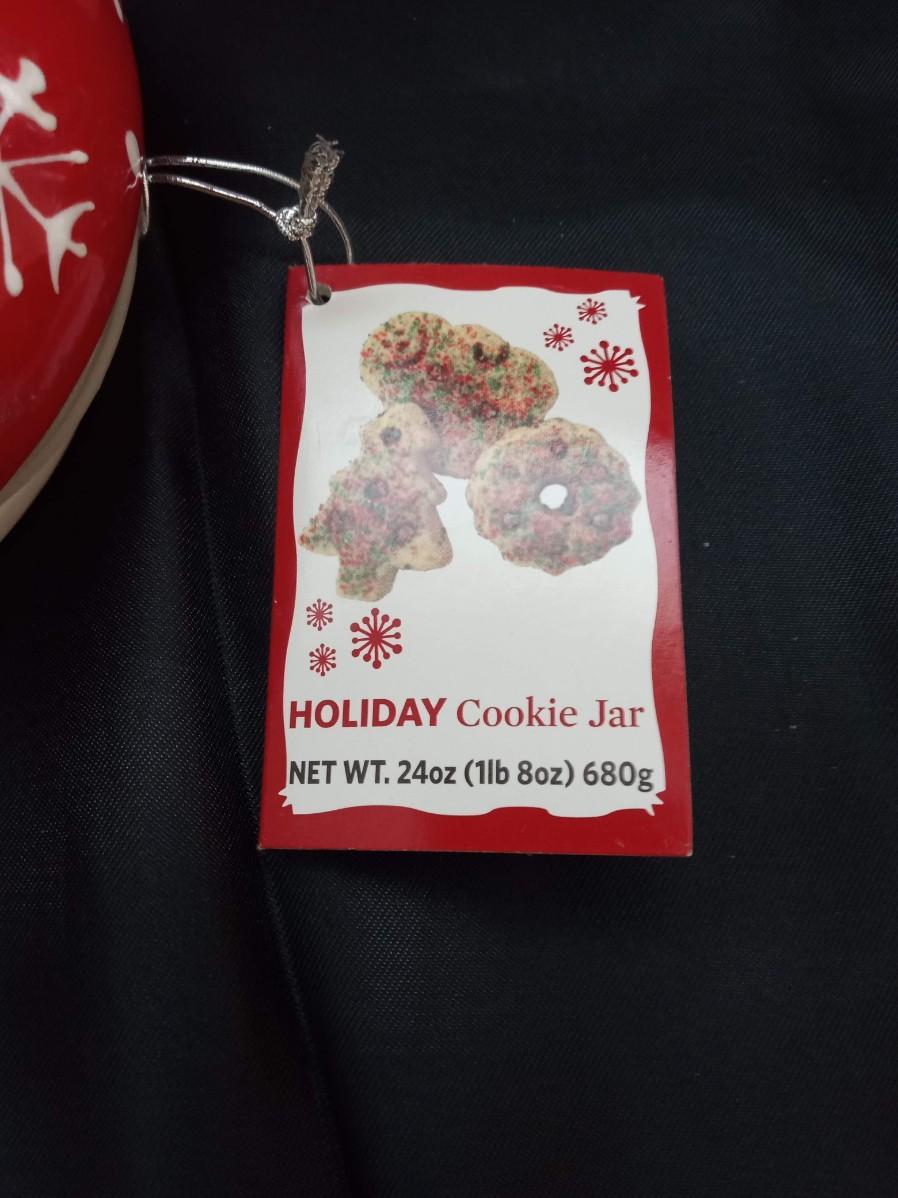 HOLIDAY Cookie Jar
NET WT. 24oz (1lb 8oz) 680g